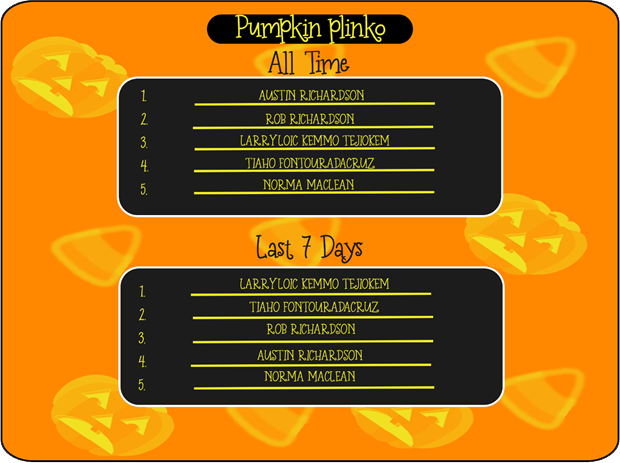 Pumpkin Plinko
All Time
1. AUSTIN RICHARDSON
2. ROB RICHARDSON
3. LARRYLOIC KEMMO TEJIOKEM
4. TIAHO FONTOURADACRUZ
5. NORMA MACLEAN
Last 7 Days
1. LARRYLOIC KEMMO TEJIOKEM
2. TIAHO FONTOURADACRUZ
3. ROB RICHARDSON
4. AUSTIN RICHARDSON
5. NORMA MACLEAN